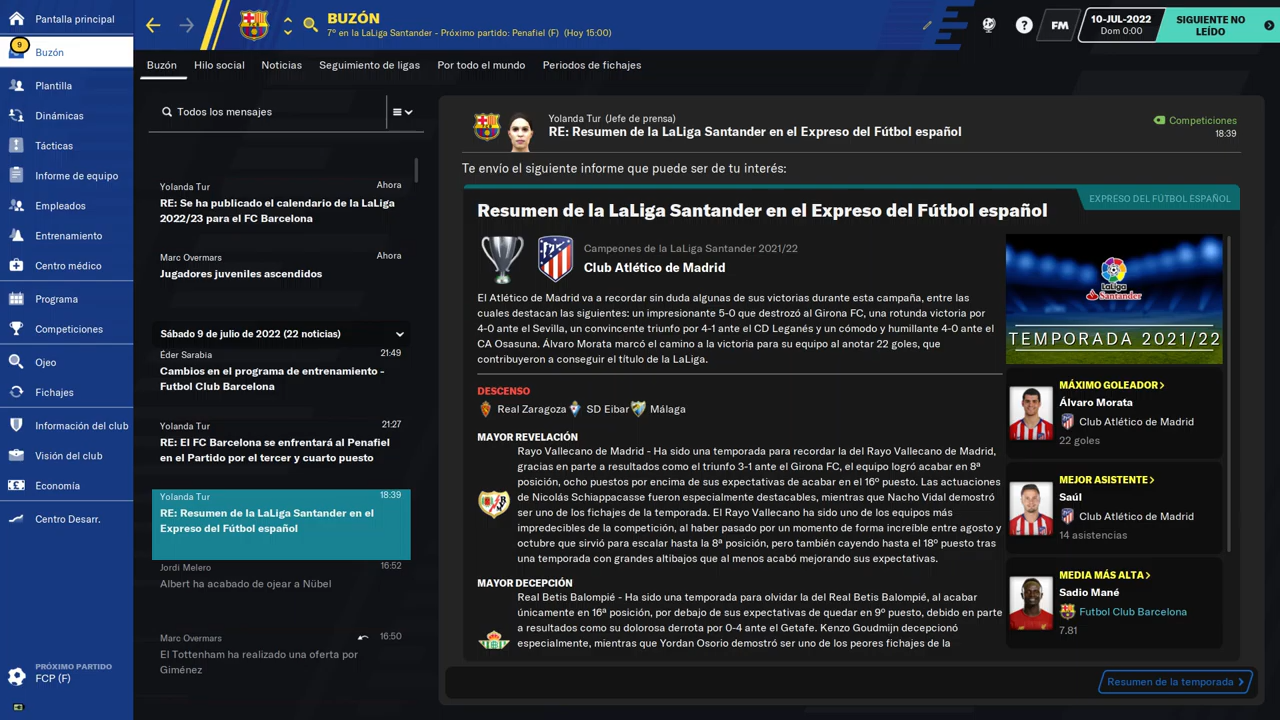 Pantalla principal
9
Buzón
Plantilla
Dinámicas
Tácticas
Informe de equipo
Empleados
Entrenamiento
Centro médico
Programa
Competiciones
Ojeo
Fichajes
Información del club
Visión del club
Economía
Centro Desarr.
PRÓXIMO PARTIDO
FCP (F)
BUZÓN
7º en la LaLiga Santander - Próximo partido: Penafiel (F) (Hoy 15:00)
FM
10-JUL-2022
Dom 0:00
SIGUIENTE NO
LEÍDO
Buzón
Hilo social
Noticias
Seguimiento de ligas
Por todo el mundo
Periodos de fichajes
Todos los mensajes
Yolanda Tur Ahora
RE: Se ha publicado el calendario de la LaLiga
2022/23 para el FC Barcelona
Marc Overmars Ahora
Jugadores juveniles ascendidos
Sábado 9 de julio de 2022 (22 noticias)
Éder Sarabia 21:49
Cambios en el programa de entrenamiento -
Futbol Club Barcelona
Yolanda Tur 21:27
RE: El FC Barcelona se enfrentará al Penafiel
en el Partido por el tercer y cuarto puesto
Yolanda Tur 18:39
RE: Resumen de la LaLiga Santander en el
Expreso del Fútbol español
Jordi Melero 16:52
Albert ha acabado de ojear a Nübel
Marc Overmars 16:50
El Tottenham ha realizado una oferta por
Giménez
Yolanda Tur (Jefe de prensa)
RE: Resumen de la LaLiga Santander en el Expreso del Fútbol español
Competiciones
18:39
Te envío el siguiente informe que puede ser de tu interés:
EXPRESO DEL FÚTBOL ESPAÑOL
Resumen de la LaLiga Santander en el Expreso del Fútbol español
Campeones de la LaLiga Santander 2021/22
Club Atlético de Madrid
El Atlético de Madrid va a recordar sin duda algunas de sus victorias durante esta campaña, entre las
cuales destacan las siguientes: un impresionante 5-0 que destrozó al Girona FC, una rotunda victoria por
4-0 ante el Sevilla, un convincente triunfo por 4-1 ante el CD Leganés y un cómodo y humillante 4-0 ante el
CA Osasuna. Álvaro Morata marcó el camino a la victoria para su equipo al anotar 22 goles, que
contribuyeron a conseguir el título de la LaLiga.
DESCENSO
Real Zaragoza SD Eibar Málaga
MAYOR REVELACIÓN
Rayo Vallecano de Madrid - Ha sido una temporada para recordar la del Rayo Vallecano de Madrid,
gracias en parte a resultados como el triunfo 3-1 ante el Girona FC, el equipo logró acabar en 8ª
posición, ocho puestos por encima de sus expectativas de acabar en el 16º puesto. Las actuaciones
de Nicolás Schiappacasse fueron especialmente destacables, mientras que Nacho Vidal demostró
ser uno de los fichajes de la temporada. El Rayo Vallecano ha sido uno de los equipos más
impredecibles de la competición, al haber pasado por un momento de forma increíble entre agosto y
octubre que sirvió para escalar hasta la 8ª posición, pero también cayendo hasta el 18º puesto tras
una temporada con grandes altibajos que al menos acabó mejorando sus expectativas.
MAYOR DECEPCIÓN
Real Betis Balompié - Ha sido una temporada para olvidar la del Real Betis Balompié, al acabar
únicamente en 16ª posición, por debajo de sus expectativas de quedar en 9º puesto, debido en parte
a resultados como su dolorosa derrota por 0-4 ante el Getafe. Kenzo Goudmijn decepcionó
especialmente, mientras que Yordan Osorio demostró ser uno de los peores fichajes de la
LaLiga
Santander
TEMPORADA 2021/22
MÁXIMO GOLEADOR
Álvaro Morata
Club Atlético de Madrid
22 goles
MEJOR ASISTENTE
Saúl
Club Atlético de Madrid
14 asistencias
MEDIA MÁS ALTA
Sadio Mané
Futbol Club Barcelona
7.81
Resumen de la temporada